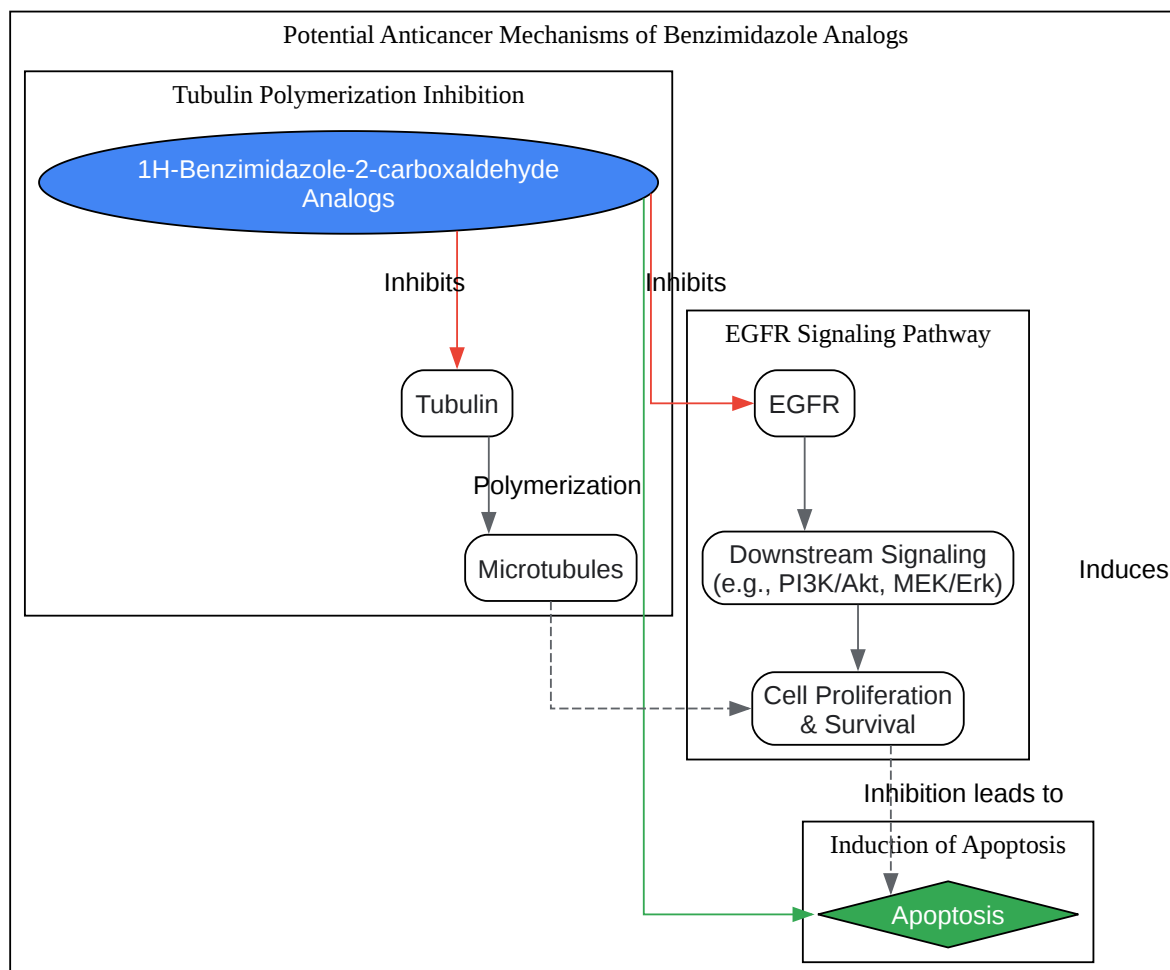 Potential Anticancer Mechanisms of Benzimidazole Analogs
Tubulin Polymerization Inhibition
1H-Benzimidazole-2-carboxaldehyde
Analogs
Inhibits
Inhibits
EGFR Signaling Pathway
Tubulin
EGFR
Polymerization
Microtubules
Downstream Signaling
(e.g., PI3K/Akt, MEK/Erk)
Induces
Cell Proliferation
& Survival
Inhibition leads to
Induction of Apoptosis
Apoptosis